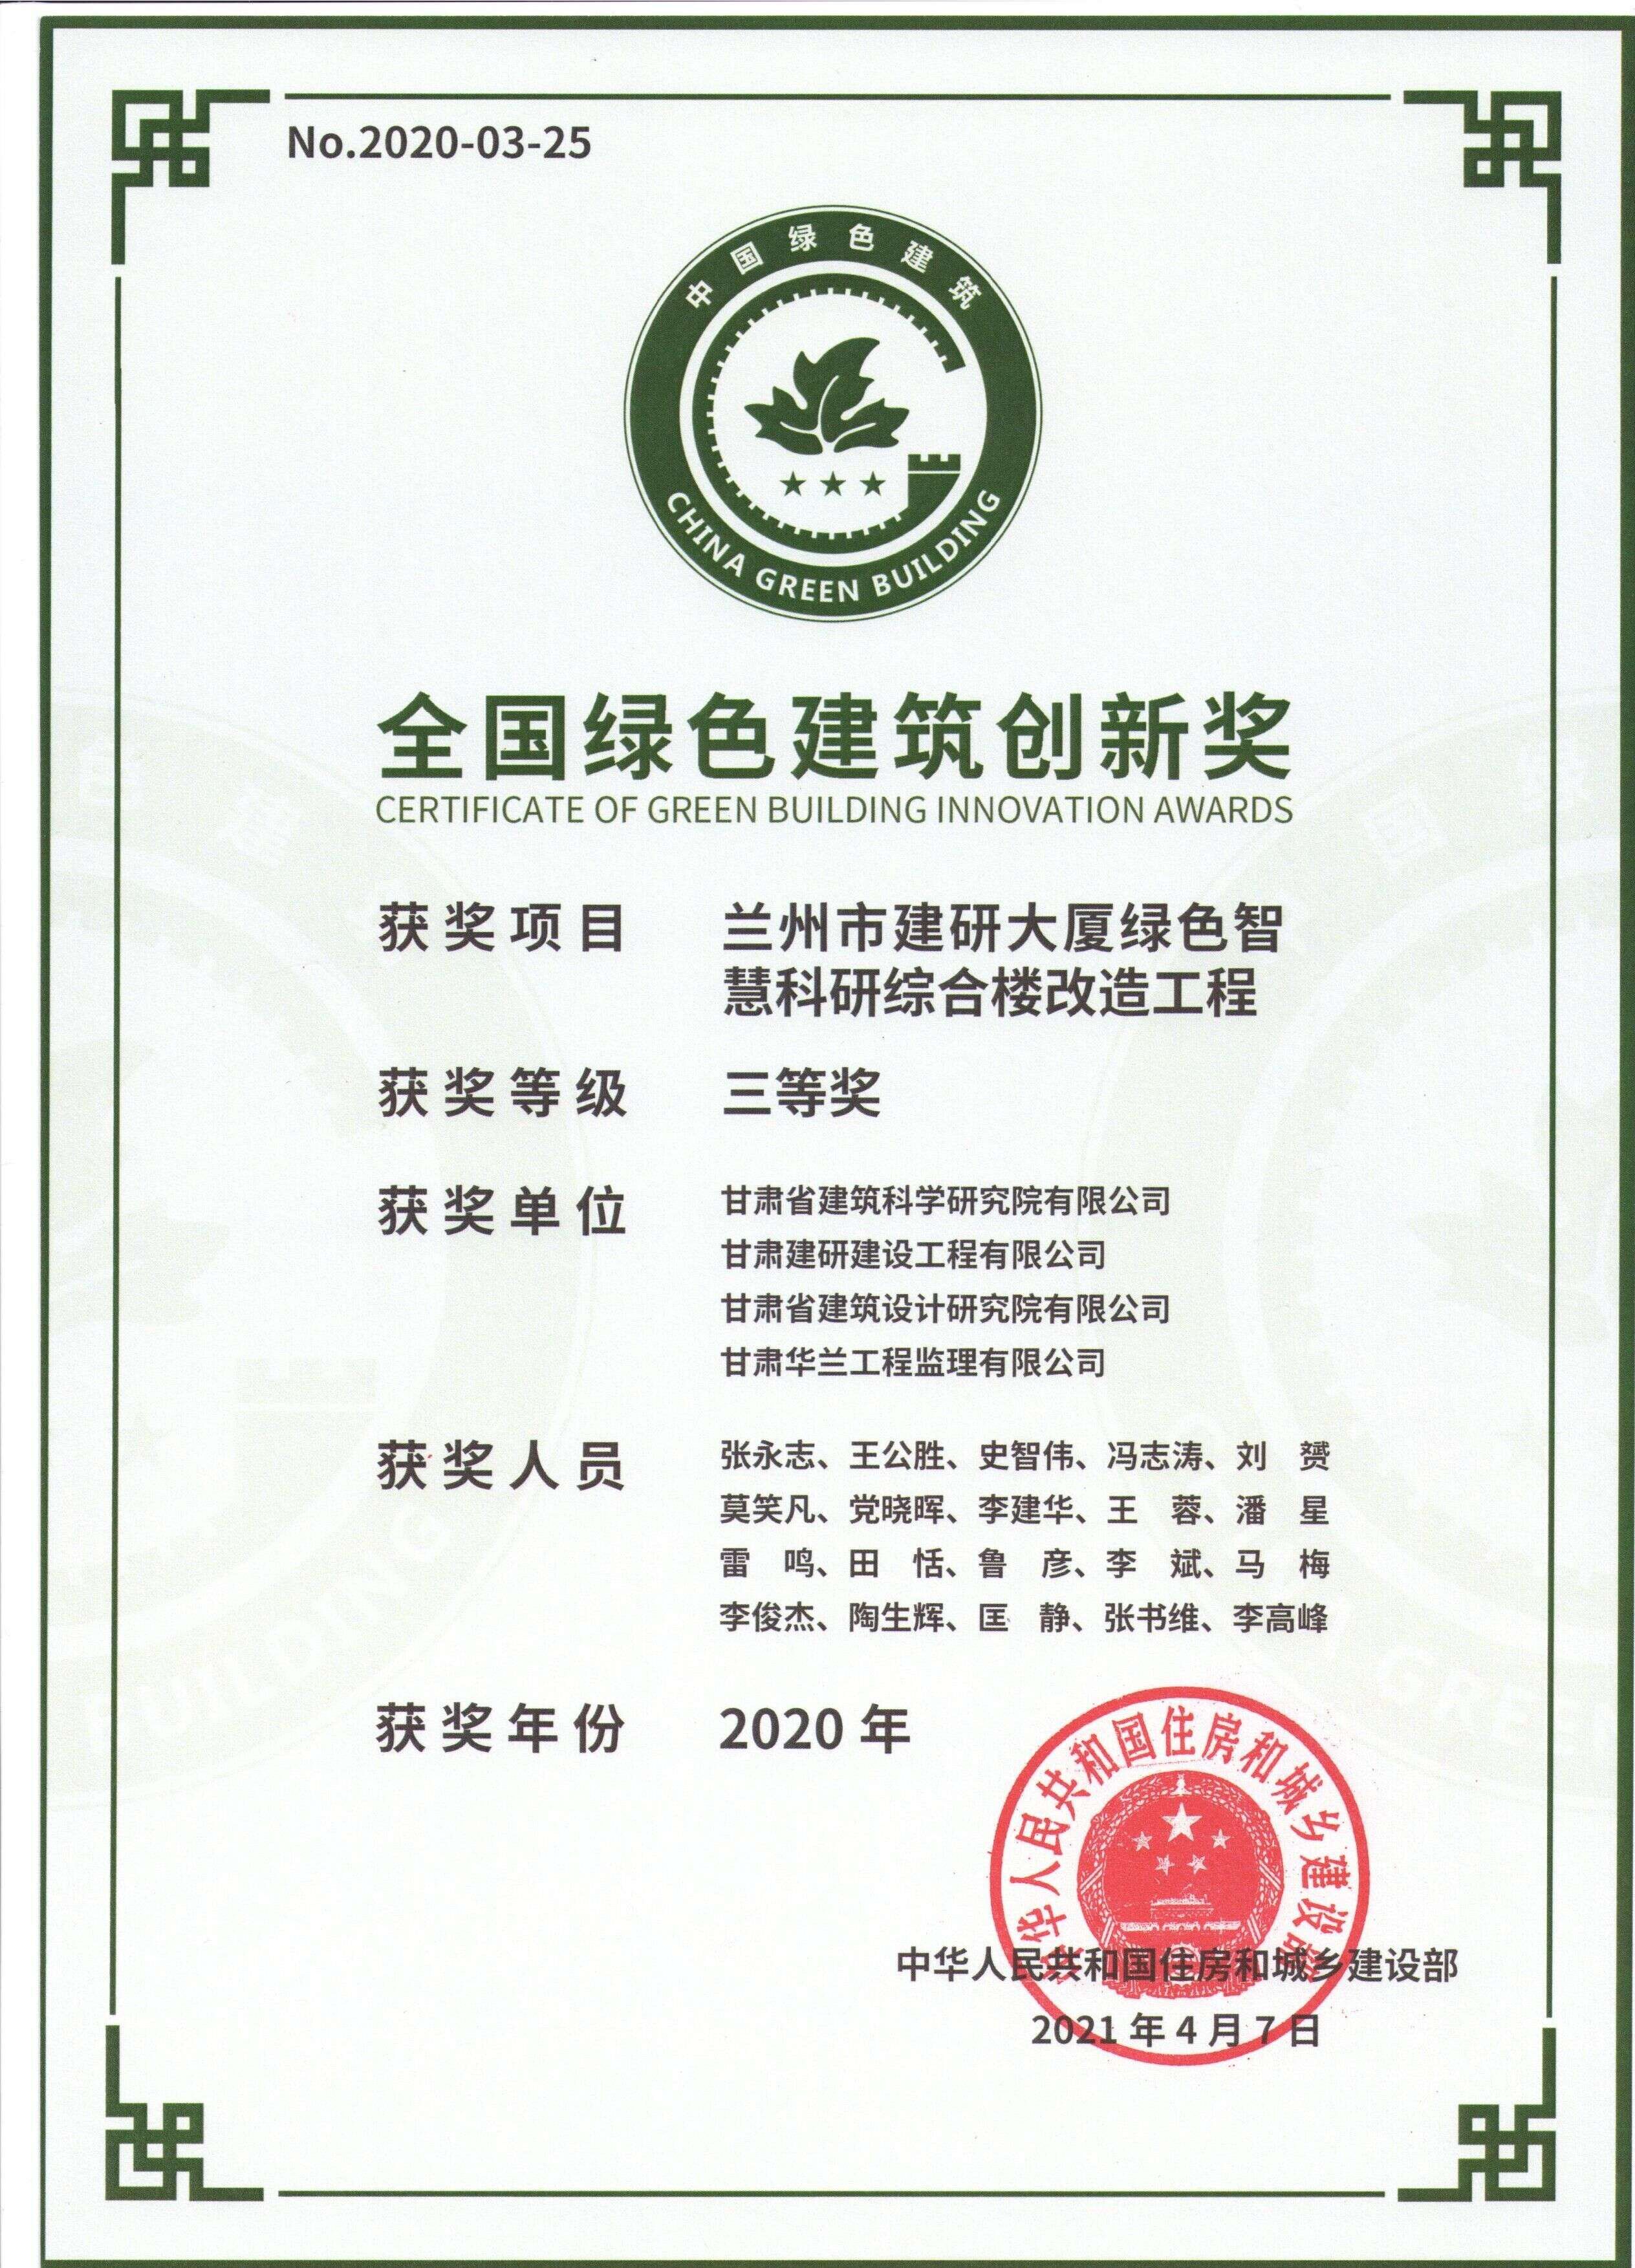 No.2020-03-25
中国绿色建筑
CHINA GREEN BUILDING
全国绿色建筑创新奖
CERTIFICATE OF GREEN BUILDING INNOVATION AWARDS
获奖项目 兰州市建研大厦绿色智
慧科研综合楼改造工程
获奖等级 三等奖
获奖单位 甘肃省建筑科学研究院有限公司
甘肃建研建设工程有限公司
甘肃省建筑设计研究院有限公司
甘肃华兰工程监理有限公司
获奖人员 张永志、王公胜、史智伟、冯志涛、刘 赟
莫笑凡、党晓晖、李建华、王 蓉、潘 星
雷 鸣、田 恬、鲁 彦、李 斌、马 梅
李俊杰、陶生辉、匡 静、张书维、李高峰
获奖年份 2020 年
中华人民共和国住房和城乡建设部
中华人民共和国住房和城乡建设部
2021 年 4 月 7 日